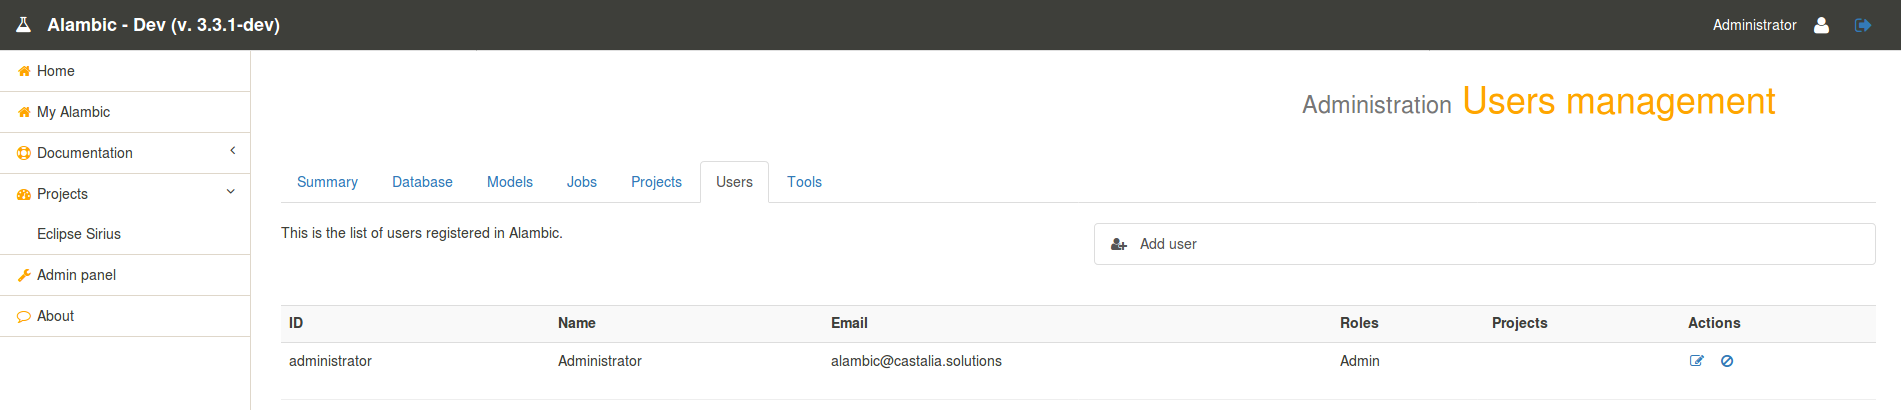 Alambic - Dev (v. 3.3.1-dev)
Administrator
Home
My Alambic
Documentation
Projects
Eclipse Sirius
Admin panel
About
Administration Users management
Summary Database Models Jobs Projects Users Tools
This is the list of users registered in Alambic.
Add user
ID Name Email Roles Projects Actions
administrator Administrator alambic@castalia.solutions Admin